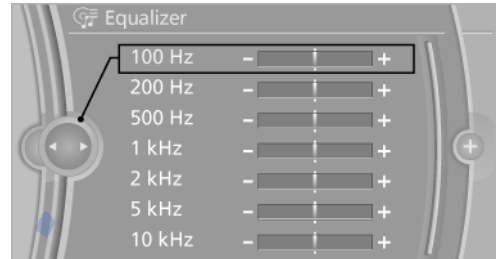 Equalizer
100 Hz - +
200 Hz - +
500 Hz - +
1 kHz - +
2 kHz - +
5 kHz - +
10 kHz - +
+